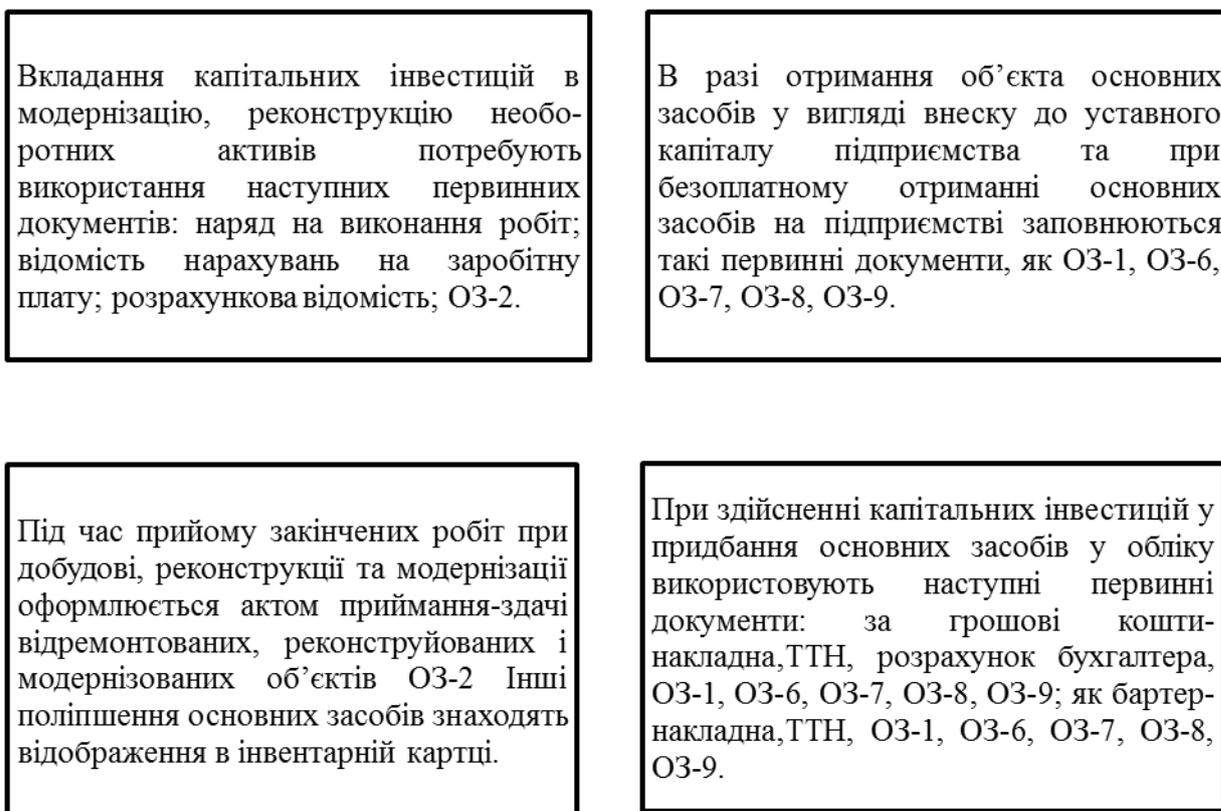 Вкладання капітальних інвестицій в
модернізацію, реконструкцію необо-
ротних активів потребують
використання наступних первинних
документів: наряд на виконання робіт;
відомість нарахувань на заробітну
плату; розрахункова відомість; ОЗ-2.
В разі отримання об’єкта основних
засобів у вигляді внеску до уставного
капіталу підприємства та при
безоплатному отриманні основних
засобів на підприємстві заповнюються
такі первинні документи, як ОЗ-1, ОЗ-6,
ОЗ-7, ОЗ-8, ОЗ-9.
Під час прийому закінчених робіт при
добудові, реконструкції та модернізації
оформлюється актом приймання-здачі
відремонтованих, реконструйованих і
модернізованих об’єктів ОЗ-2 Інші
поліпшення основних засобів знаходять
відображення в інвентарній картці.
При здійсненні капітальних інвестицій у
придбання основних засобів у обліку
використовують наступні первинні
документи: за грошові кошти-
накладна,ТТН, розрахунок бухгалтера,
ОЗ-1, ОЗ-6, ОЗ-7, ОЗ-8, ОЗ-9; як бартер-
накладна,ТТН, ОЗ-1, ОЗ-6, ОЗ-7, ОЗ-8,
ОЗ-9.